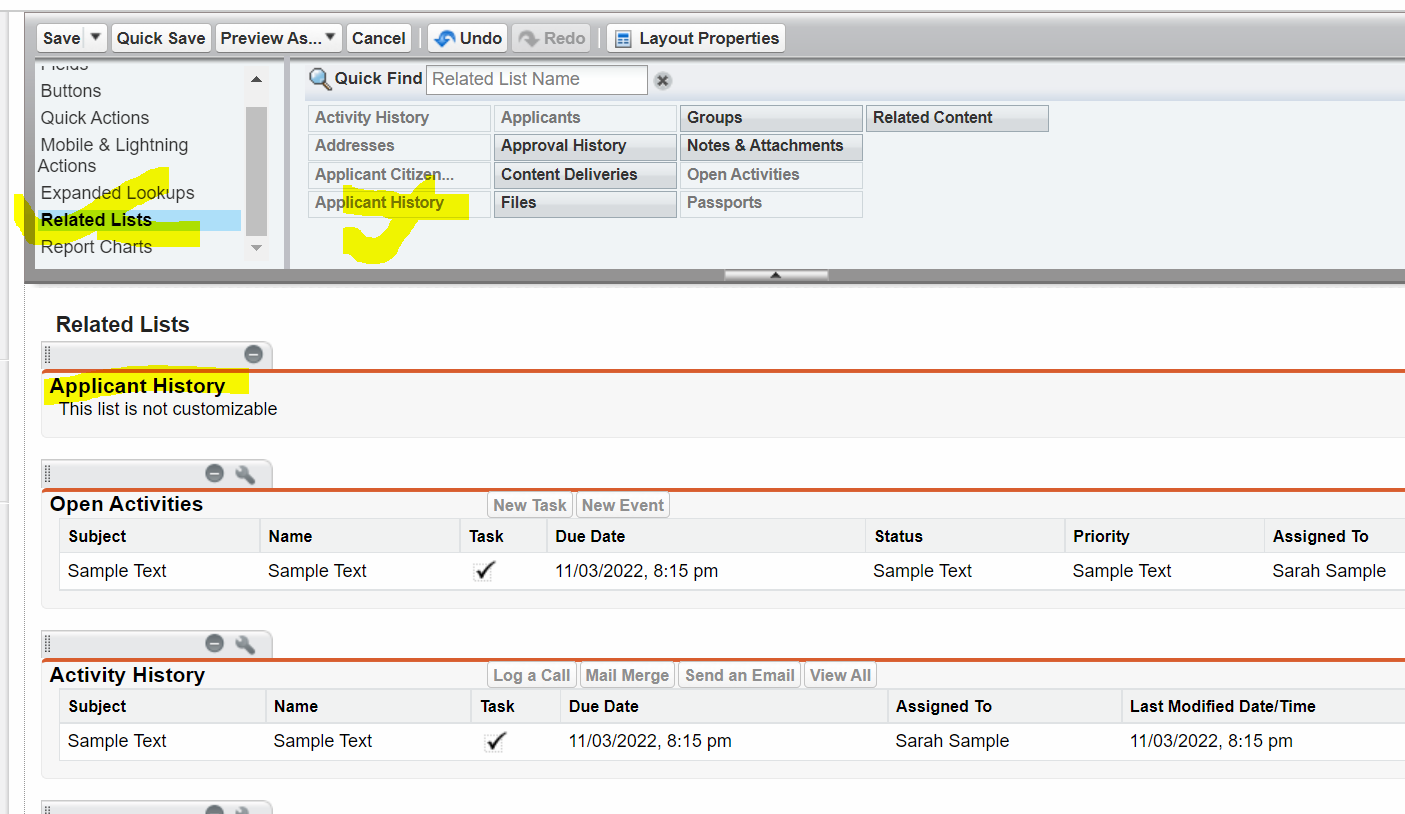 Save Quick Save Preview As... Cancel Undo Redo Layout Properties
Fields
Buttons
Quick Actions
Mobile & Lightning
Actions
Expanded Lookups
Related Lists
Report Charts
Quick Find Related List Name
Activity History Applicants Groups Related Content
Addresses Approval History Notes & Attachments
Applicant Citizen... Content Deliveries Open Activities
Applicant History Files Passports
Related Lists
Applicant History
This list is not customizable
Open Activities New Task New Event
Subject Name Task Due Date Status Priority Assigned To
Sample Text Sample Text 11/03/2022, 8:15 pm Sample Text Sample Text Sarah Sample
Activity History Log a Call Mail Merge Send an Email View All
Subject Name Task Due Date Assigned To Last Modified Date/Time
Sample Text Sample Text 11/03/2022, 8:15 pm Sarah Sample 11/03/2022, 8:15 pm